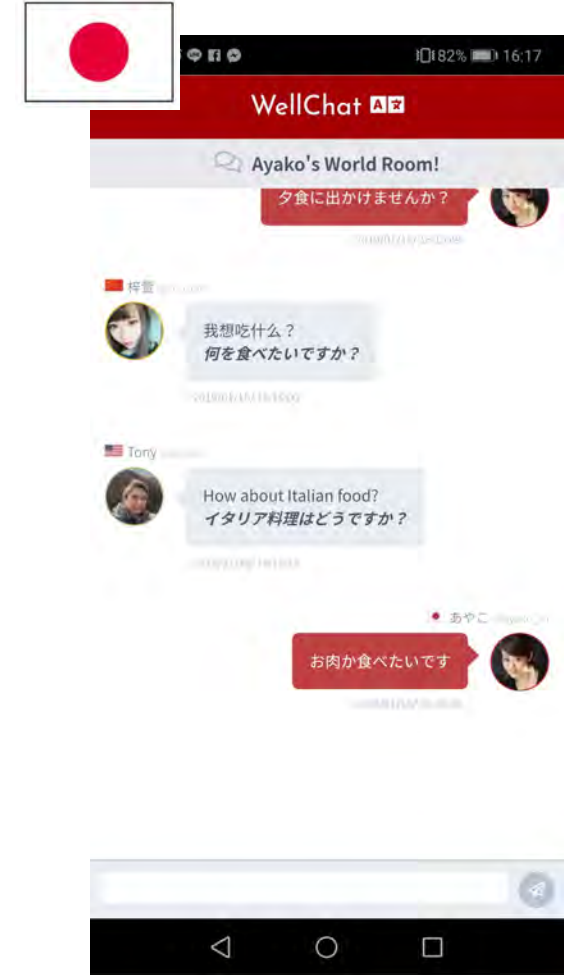 82% 16:17
WellChat A文
Ayako's World Room!
夕食に出かけませんか？
梓萱
我想吃什么？
何を食べたいですか？
Tony
How about Italian food?
イタリア料理はどうですか？
あやこ
お肉か食べたいです